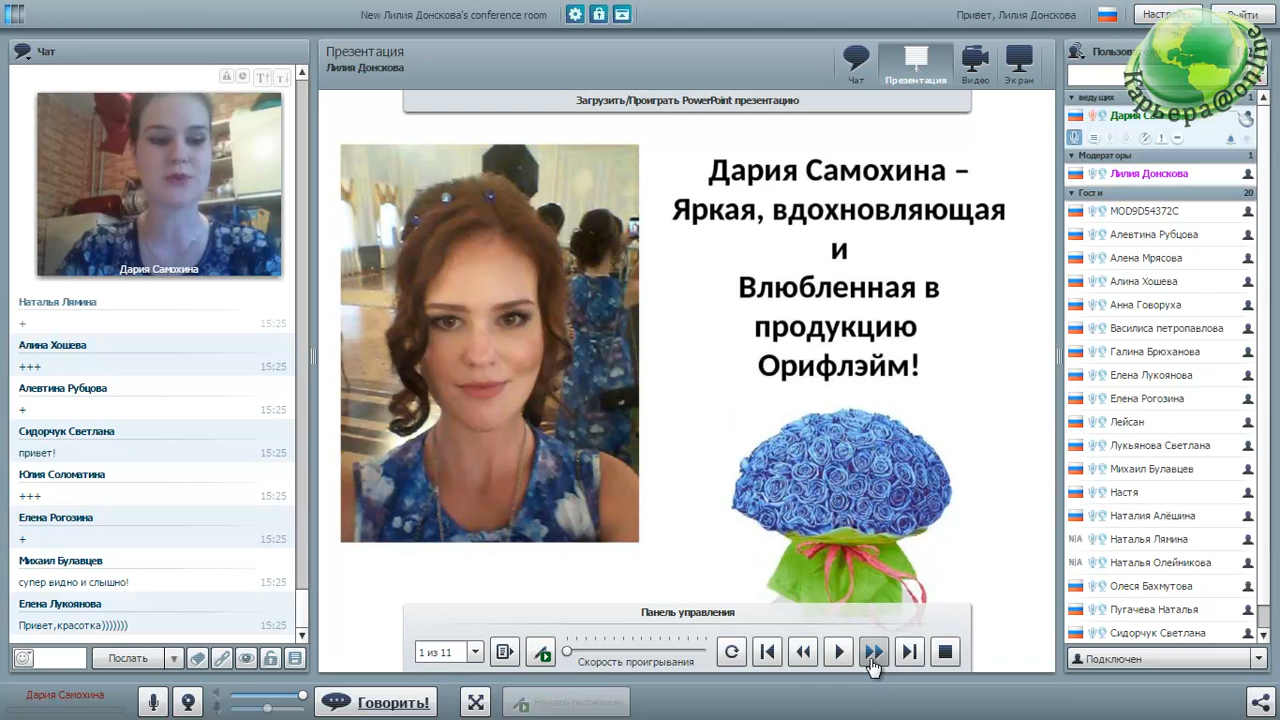 New Лилия Донскова's conference room
Привет, Лилия Донскова
Настройки
Выйти
Чат
Дария Самохина
Наталья Лямина
+
15:25
Алина Хошева
+++
15:25
Алевтина Рубцова
+
15:25
Сидорчук Светлана
привет!
15:25
Юлия Соломатина
+++
15:25
Елена Рогозина
+
15:25
Михаил Булавцев
супер видно и слышно!
15:25
Елена Лукоянова
Привет,красотка)))))))
15:25
Послать
Презентация
Лилия Донскова
Чат
Презентация
Видео
Экран
Загрузить/Проиграть PowerPoint презентацию
Дария Самохина –
Яркая, вдохновляющая
и
Влюбленная в
продукцию
Орифлэйм!
Панель управления
1 из 11
Скорость проигрывания
карьера@online
ведущих
1
Модераторы
1
Лилия Донскова
Гости
20
MOD9D54372C
Алевтина Рубцова
Алена Мрясова
Алина Хошева
Анна Говоруха
Василиса петропавлова
Галина Брюханова
Елена Лукоянова
Елена Рогозина
Лейсан
Лукьянова Светлана
Михаил Булавцев
Настя
Наталия Алёшина
N/A Наталья Лямина
N/A Наталья Олейникова
Олеся Бахмутова
Пугачева Наталья
Сидорчук Светлана
Подключен
Дария Самохина
Говорить!